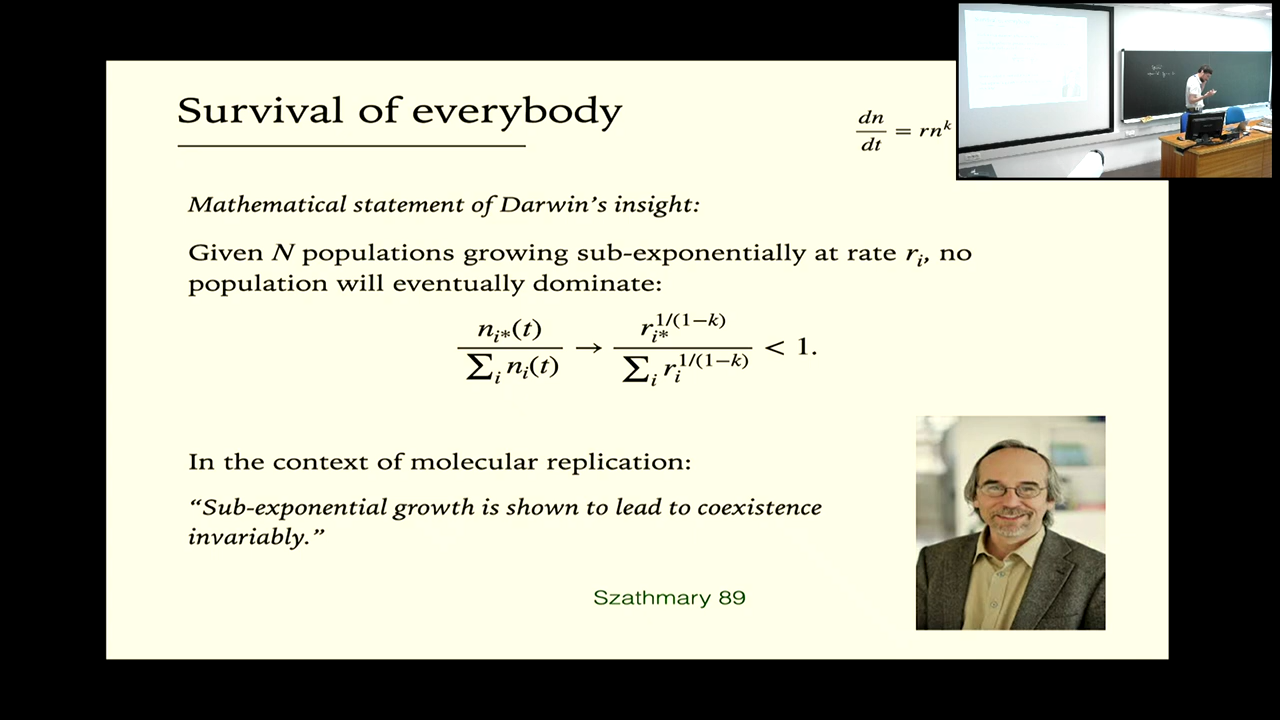 Survival of everybody
dn/dt = rn^k
Mathematical statement of Darwin's insight:
Given N populations growing sub-exponentially at rate r_i, no
population will eventually dominate:
n_{i*}(t) / ∑_i n_i(t) → r_{i*}^{1/(1−k)} / ∑_i r_i^{1/(1−k)} < 1.
In the context of molecular replication:
“Sub-exponential growth is shown to lead to coexistence
invariably.”
Szathmary 89